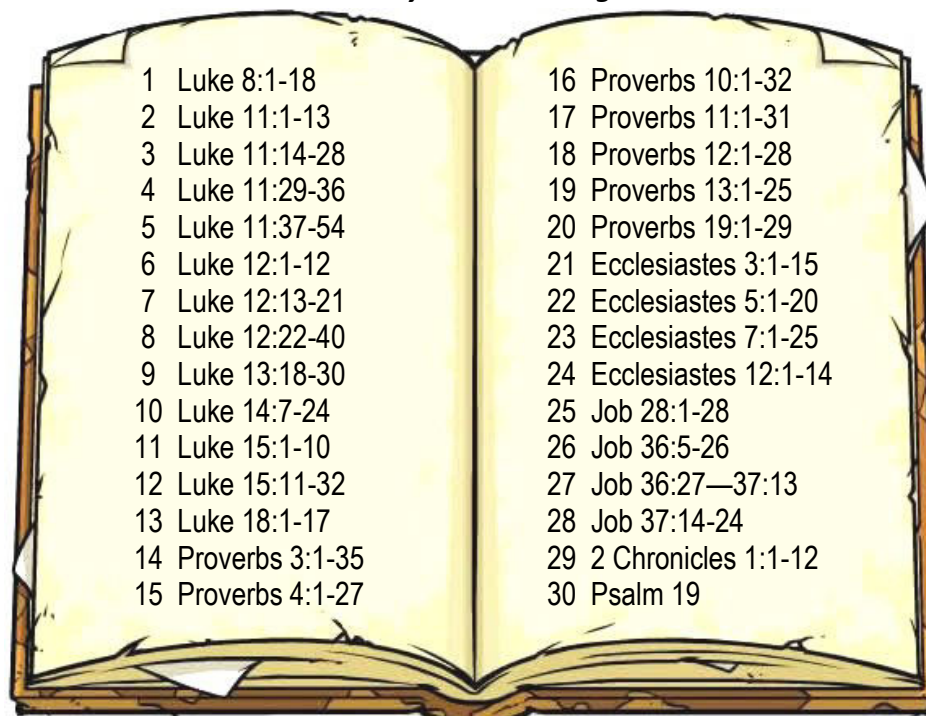 1 Luke 8:1-18
2 Luke 11:1-13
3 Luke 11:14-28
4 Luke 11:29-36
5 Luke 11:37-54
6 Luke 12:1-12
7 Luke 12:13-21
8 Luke 12:22-40
9 Luke 13:18-30
10 Luke 14:7-24
11 Luke 15:1-10
12 Luke 15:11-32
13 Luke 18:1-17
14 Proverbs 3:1-35
15 Proverbs 4:1-27
16 Proverbs 10:1-32
17 Proverbs 11:1-31
18 Proverbs 12:1-28
19 Proverbs 13:1-25
20 Proverbs 19:1-29
21 Ecclesiastes 3:1-15
22 Ecclesiastes 5:1-20
23 Ecclesiastes 7:1-25
24 Ecclesiastes 12:1-14
25 Job 28:1-28
26 Job 36:5-26
27 Job 36:27—37:13
28 Job 37:14-24
29 2 Chronicles 1:1-12
30 Psalm 19